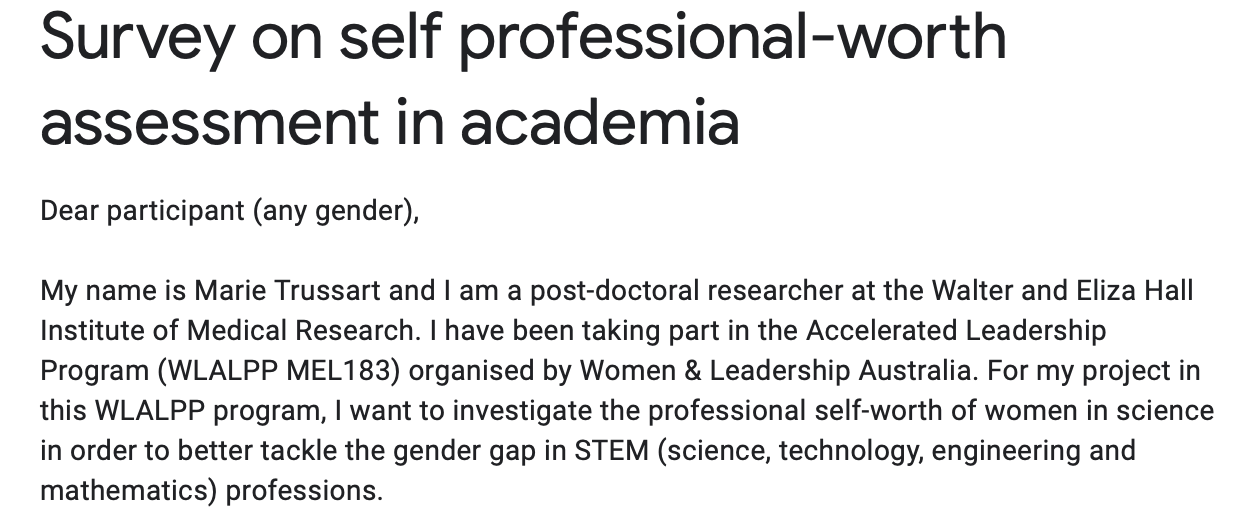 Survey on self professional-worth
assessment in academia
Dear participant (any gender),
My name is Marie Trussart and I am a post-doctoral researcher at the Walter and Eliza Hall
Institute of Medical Research. I have been taking part in the Accelerated Leadership
Program (WLALPP MEL183) organised by Women & Leadership Australia. For my project in
this WLALPP program, I want to investigate the professional self-worth of women in science
in order to better tackle the gender gap in STEM (science, technology, engineering and
mathematics) professions.